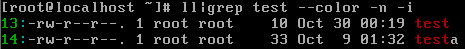 [root@localhost ~]# ll|grep test --color -n -i
13:-rw-r--r--. 1 root root    10 Oct 30 00:19 test
14:-rw-r--r--. 1 root root    33 Oct  9 01:32 testa